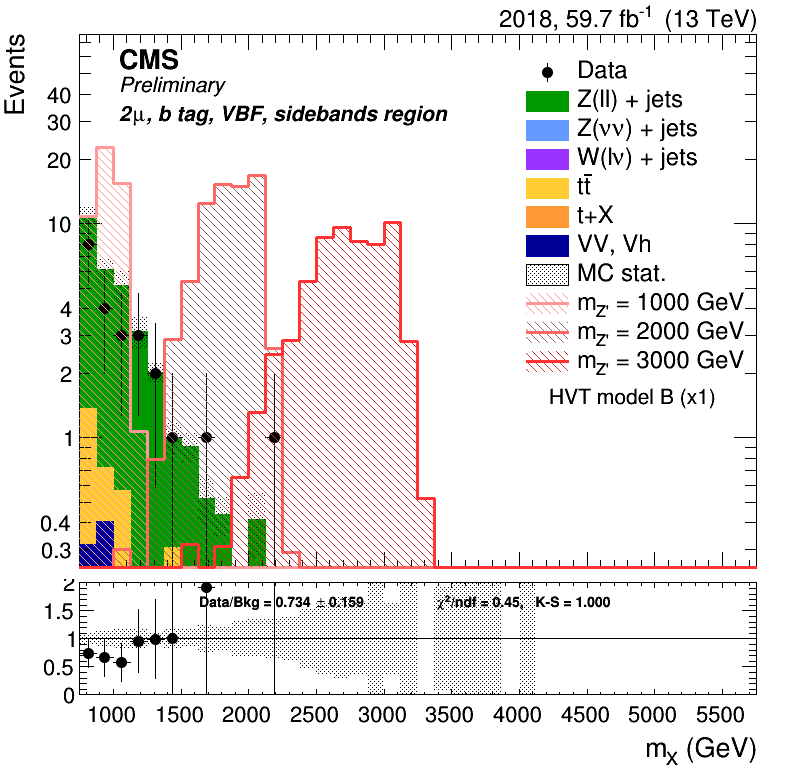 2018, 59.7 fb⁻¹ (13 TeV)
CMS
Preliminary
2μ, b tag, VBF, sidebands region
Events
40
30
20
10
4
3
2
1
0.4
0.3
Data
Z(ll) + jets
Z(νν) + jets
W(lν) + jets
tt̄
t+X
VV, Vh
MC stat.
m_Z' = 1000 GeV
m_Z' = 2000 GeV
m_Z' = 3000 GeV
HVT model B (x1)
2
1.5
1
0.5
0
Data/Bkg = 0.734 ± 0.159
χ²/ndf = 0.45, K-S = 1.000
1000 1500 2000 2500 3000 3500 4000 4500 5000 5500
m_X (GeV)